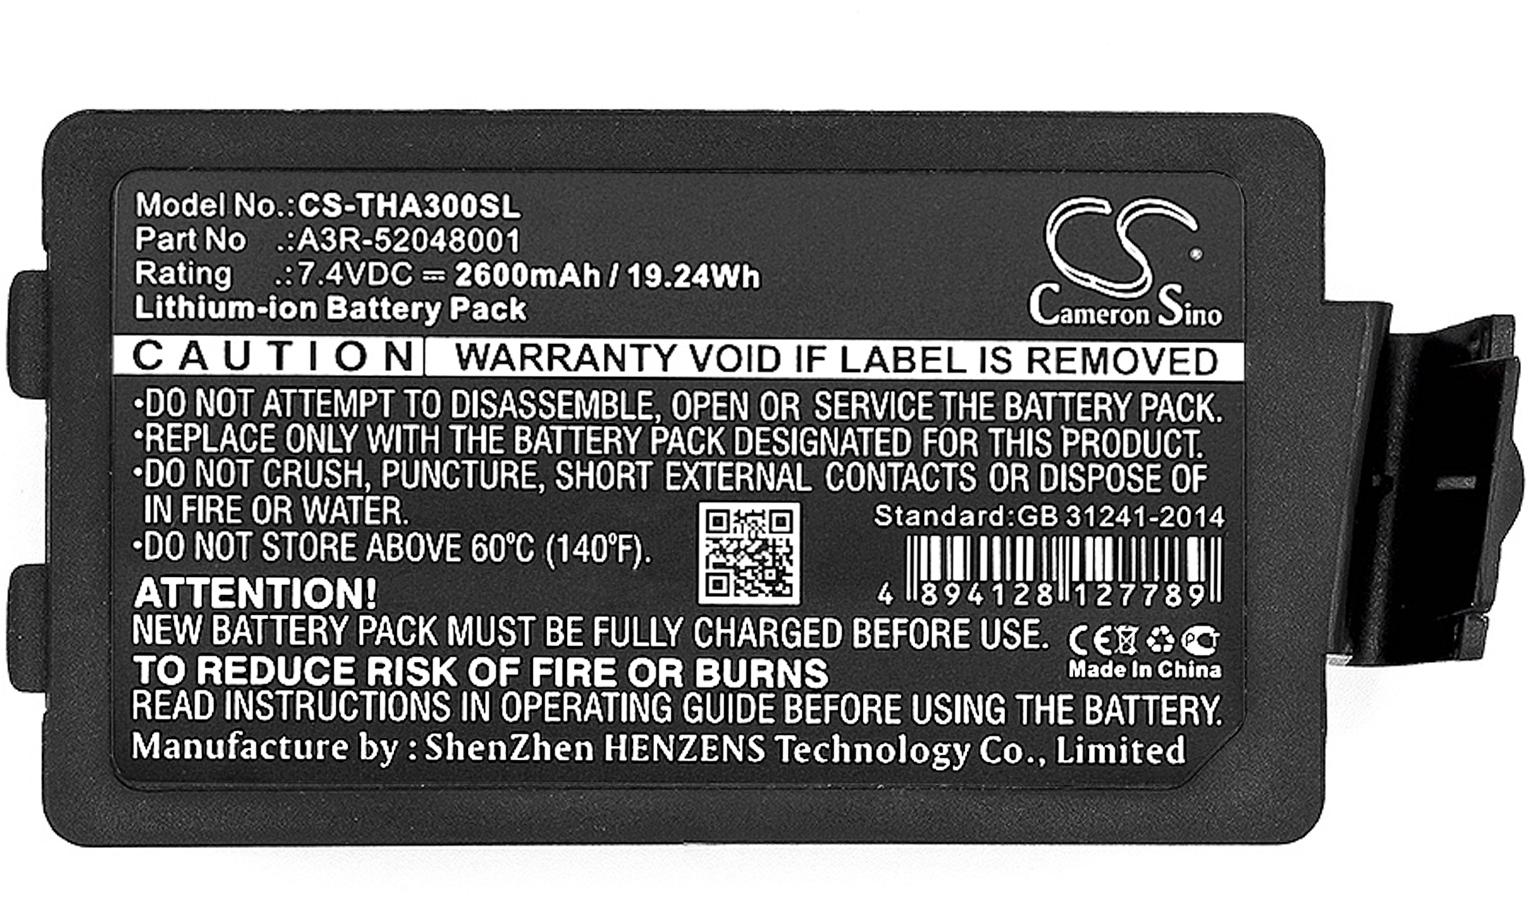 Model No.:CS-THA300SL
Part No .:A3R-52048001
Rating .:7.4VDC ⎓ 2600mAh / 19.24Wh
Lithium-ion Battery Pack
CS
Cameron Sino
CAUTION WARRANTY VOID IF LABEL IS REMOVED
•DO NOT ATTEMPT TO DISASSEMBLE, OPEN OR SERVICE THE BATTERY PACK.
•REPLACE ONLY WITH THE BATTERY PACK DESIGNATED FOR THIS PRODUCT.
•DO NOT CRUSH, PUNCTURE, SHORT EXTERNAL CONTACTS OR DISPOSE OF
IN FIRE OR WATER.
•DO NOT STORE ABOVE 60ºC (140ºF).
Standard:GB 31241-2014
4 894128 127789
ATTENTION!
NEW BATTERY PACK MUST BE FULLY CHARGED BEFORE USE.
CE
Made In China
TO REDUCE RISK OF FIRE OR BURNS
READ INSTRUCTIONS IN OPERATING GUIDE BEFORE USING THE BATTERY.
Manufacture by : ShenZhen HENZENS Technology Co., Limited